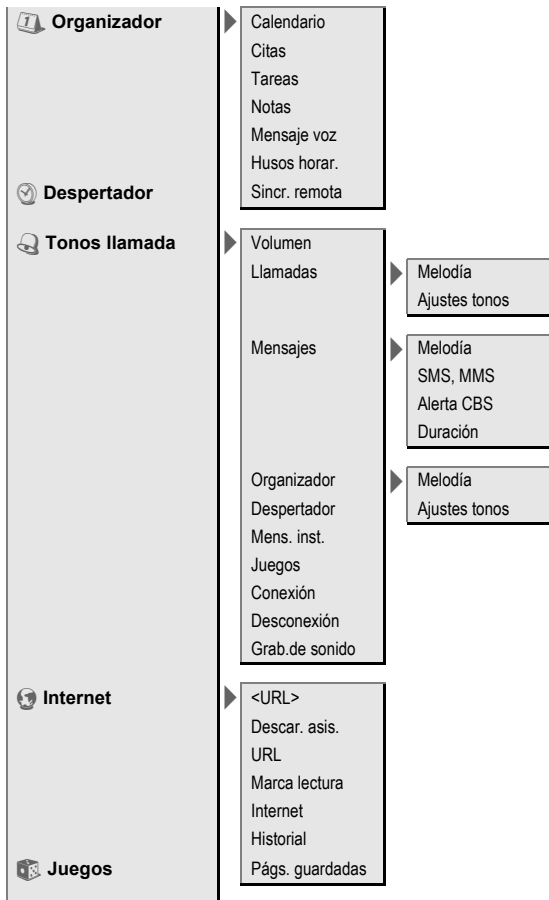 Organizador
Calendario
Citas
Tareas
Notas
Mensaje voz
Husos horar.
Despertador
Sincr. remota
Tonos llamada
Volumen
Llamadas
Melodía
Ajustes tonos
Mensajes
Melodía
SMS, MMS
Alerta CBS
Duración
Organizador
Melodía
Despertador
Ajustes tonos
Mens. inst.
Juegos
Conexión
Desconexión
Grab.de sonido
Internet
<URL>
Descar. asis.
URL
Marca lectura
Internet
Historial
Juegos
Págs. guardadas